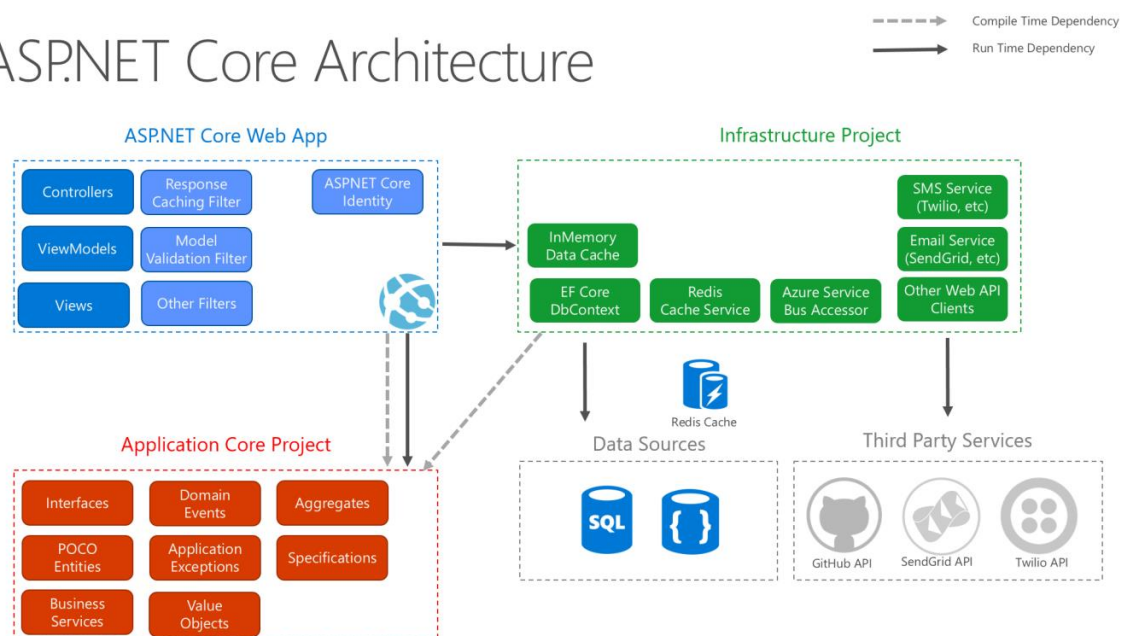 ASP.NET Core Architecture
Compile Time Dependency
Run Time Dependency
ASP.NET Core Web App
Controllers
Response
Caching Filter
ASP.NET Core
Identity
ViewModels
Model
Validation Filter
Views
Other Filters
Infrastructure Project
SMS Service
(Twilio, etc)
InMemory
Data Cache
Email Service
(SendGrid, etc)
EF Core
DbContext
Redis
Cache Service
Azure Service
Bus Accessor
Other Web API
Clients
Redis Cache
Application Core Project
Interfaces
Domain
Events
Aggregates
POCO
Entities
Application
Exceptions
Specifications
Business
Services
Value
Objects
Data Sources
SQL
{ }
Third Party Services
GitHub API
SendGrid API
Twilio API